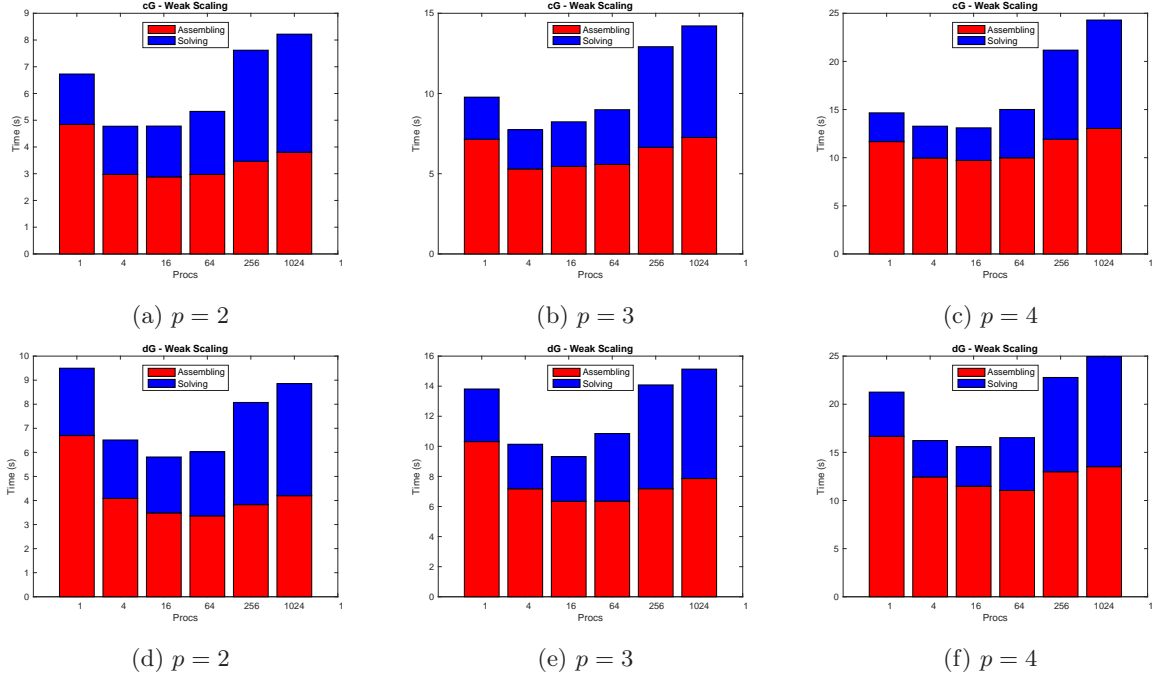 cG - Weak Scaling
Assembling
Solving
Time (s)
9
8
7
6
5
4
3
2
1
0
1 4 16 64 256 1024 1
Procs
(a) p = 2
cG - Weak Scaling
Assembling
Solving
Time (s)
15
10
5
0
1 4 16 64 256 1024 1
Procs
(b) p = 3
cG - Weak Scaling
Assembling
Solving
Time (s)
25
20
15
10
5
0
1 4 16 64 256 1024 1
Procs
(c) p = 4
dG - Weak Scaling
Assembling
Solving
Time (s)
10
9
8
7
6
5
4
3
2
1
0
1 4 16 64 256 1024 1
Procs
(d) p = 2
dG - Weak Scaling
Assembling
Solving
Time (s)
16
14
12
10
8
6
4
2
0
1 4 16 64 256 1024 1
Procs
(e) p = 3
dG - Weak Scaling
Assembling
Solving
Time (s)
25
20
15
10
5
0
1 4 16 64 256 1024 1
Procs
(f) p = 4